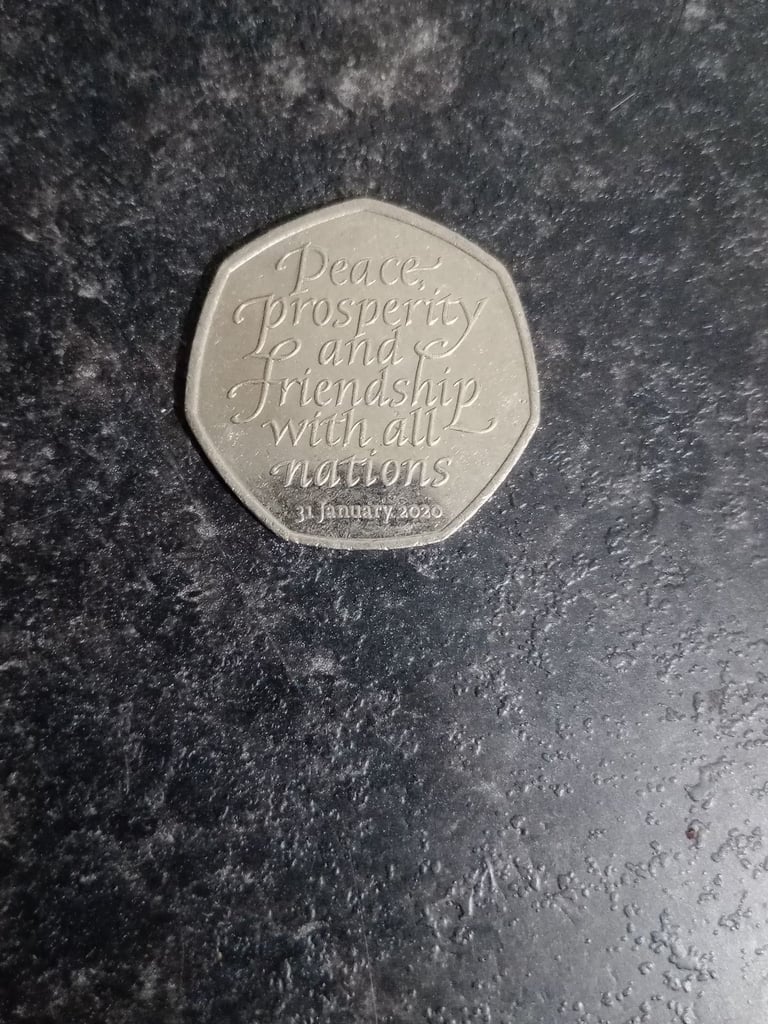 Peace,
prosperity
and
friendship
with all
nations
31 January 2020